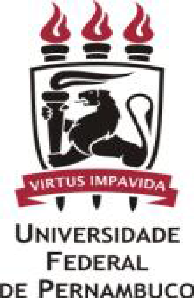 VIRTUS IMPAVIDA
UNIVERSIDADE
FEDERAL
DE PERNAMBUCO